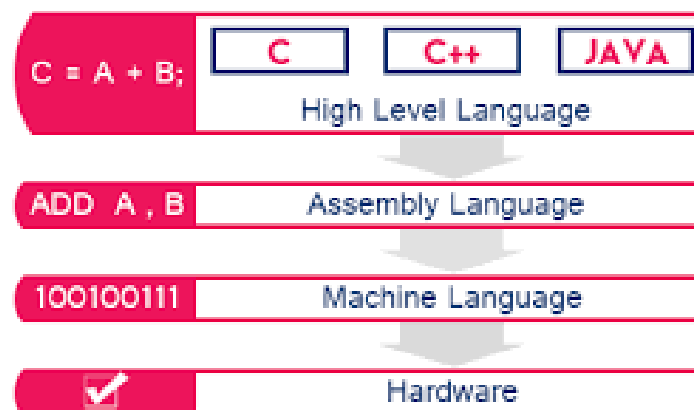 C = A + B;
C C++ JAVA
High Level Language
ADD A , B
Assembly Language
100100111
Machine Language
Hardware